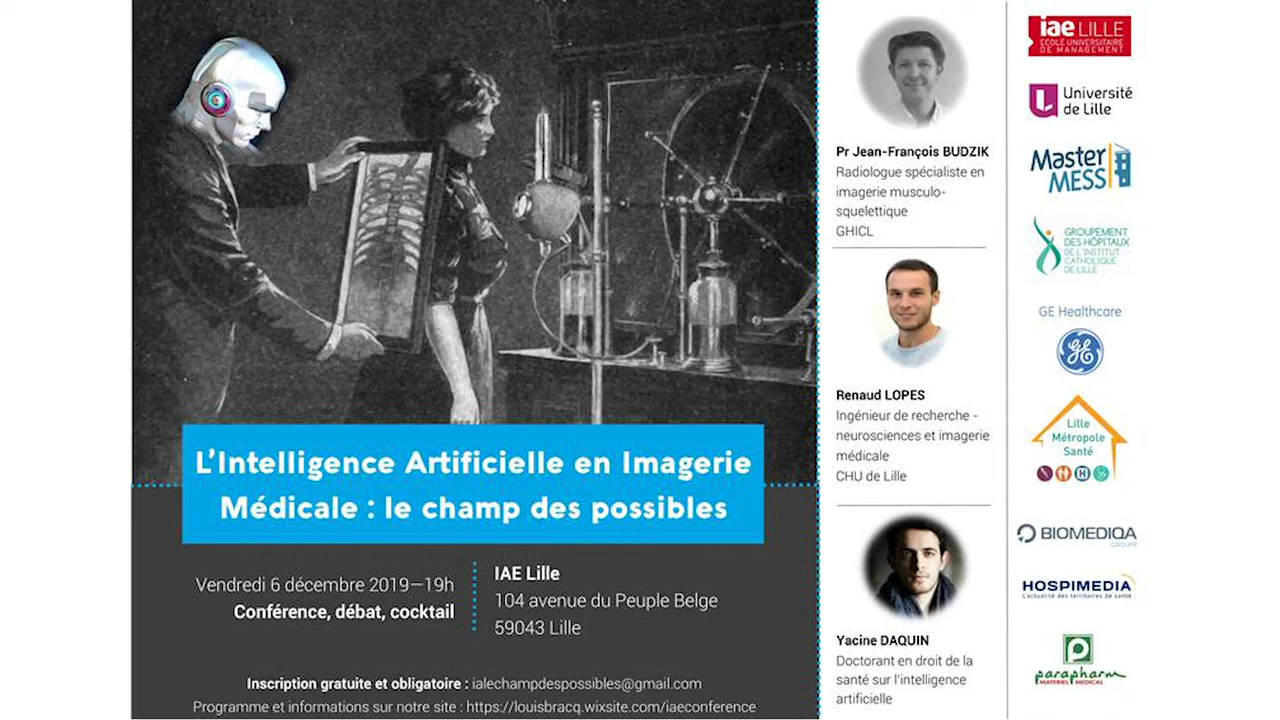 L'Intelligence Artificielle en Imagerie
Médicale : le champ des possibles
Vendredi 6 décembre 2019—19h
Conférence, débat, cocktail
IAE Lille
104 avenue du Peuple Belge
59043 Lille
Inscription gratuite et obligatoire : ialechampdespossibles@gmail.com
Programme et informations sur notre site : https://louisbracq.wixsite.com/iaeconference
Pr Jean-François BUDZIK
Radiologue spécialiste en
imagerie musculo-
squelettique
GHICL
Renaud LOPES
Ingénieur de recherche -
neurosciences et imagerie
médicale
CHU de Lille
Yacine DAQUIN
Doctorant en droit de la
santé sur l'intelligence
artificielle
iae LILLE
ÉCOLE UNIVERSITAIRE
DE MANAGEMENT
Université
de Lille
Master
MESS
GROUPEMENT
DES HÔPITAUX
DE L'INSTITUT
CATHOLIQUE
DE LILLE
GE Healthcare
GE
Lille
Métropole
Santé
BIOMEDIQA
GROUPE
HOSPIMEDIA
L'actualité des territoires de santé
P
parapharm
MATERIEL MEDICAL